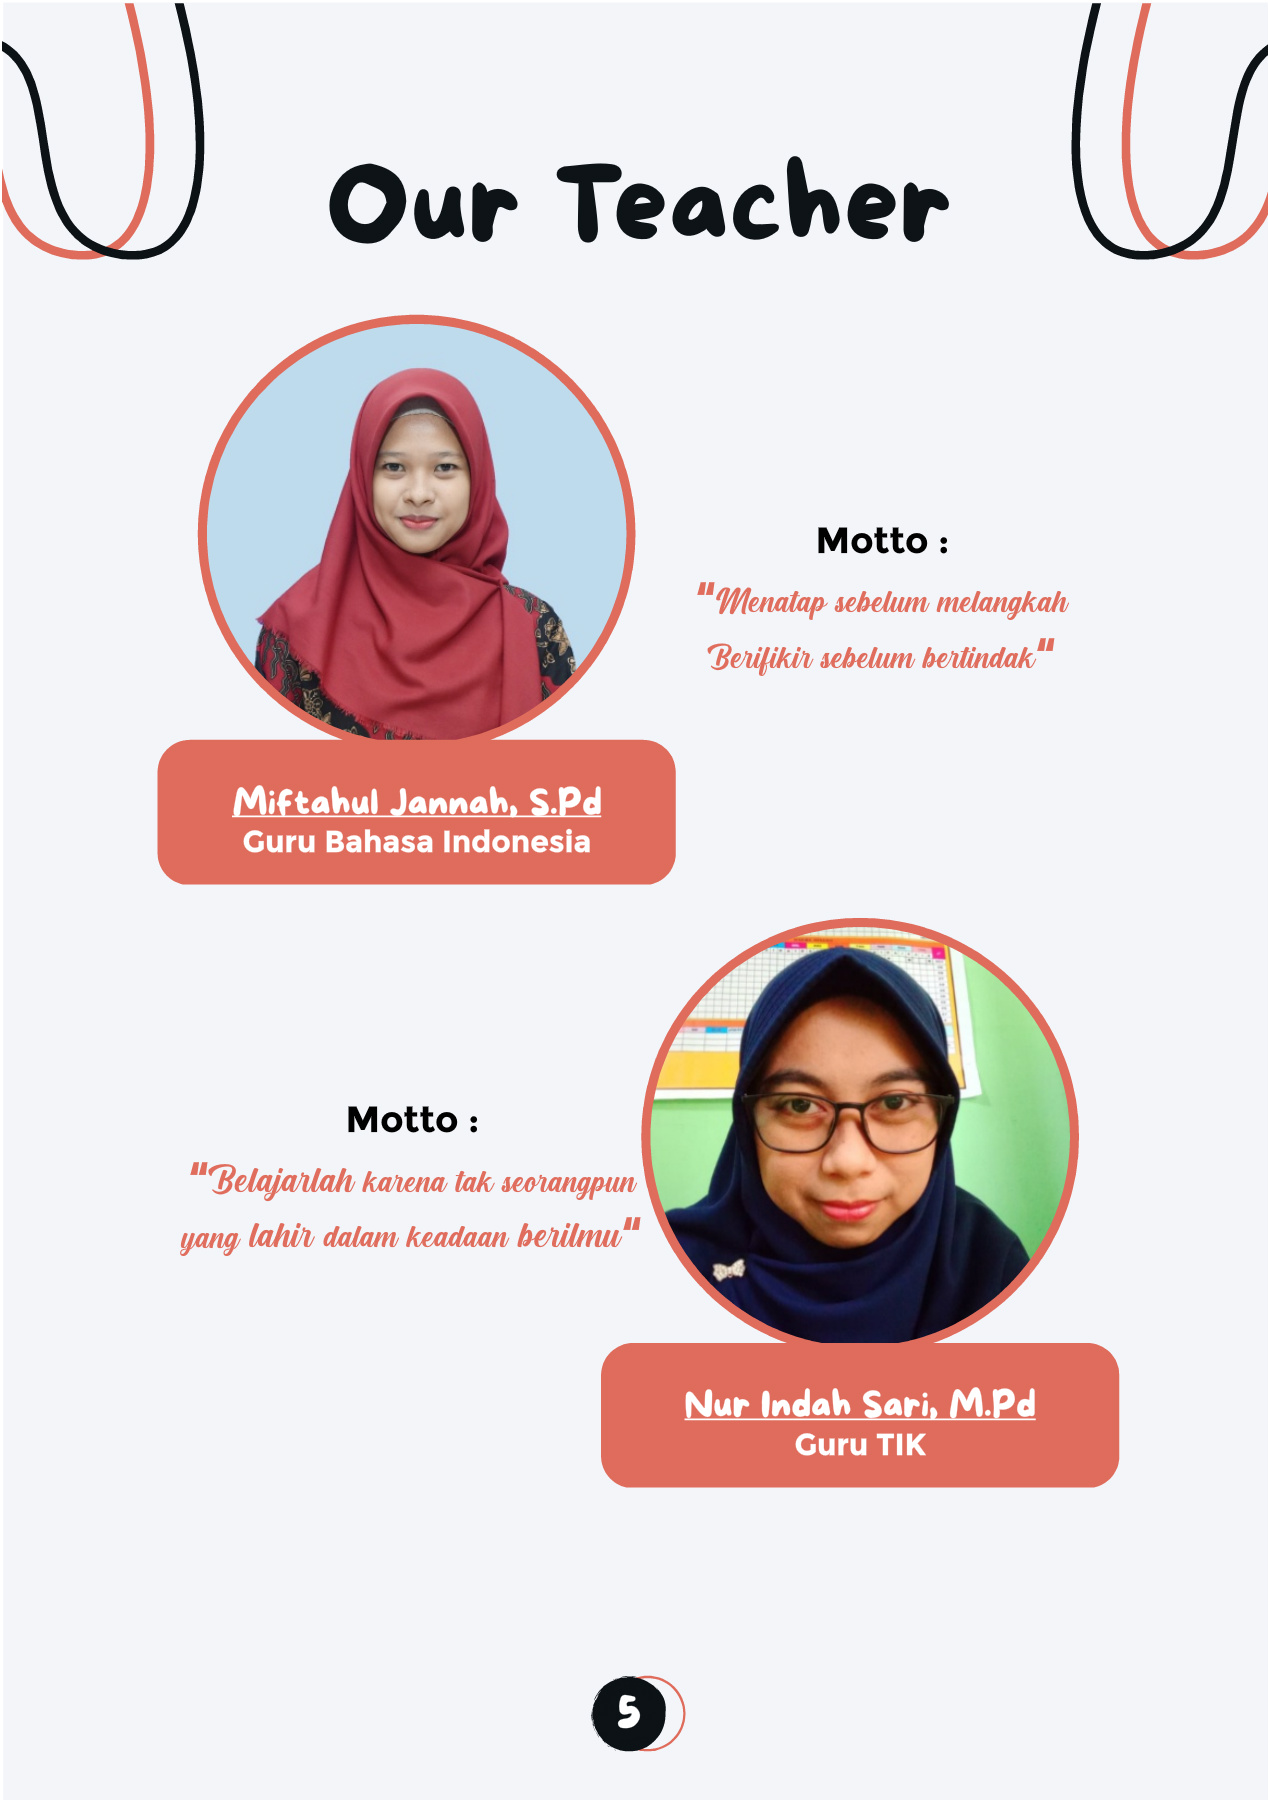 Our Teacher
Motto :
"Menatap sebelum melangkah
Berifikir sebelum bertindak"
Miftahul Jannah, S.Pd
Guru Bahasa Indonesia
Motto :
"Belajarlah karena tak seorangpun
yang lahir dalam keadaan berilmu"
Nur Indah Sari, M.Pd
Guru TIK
5